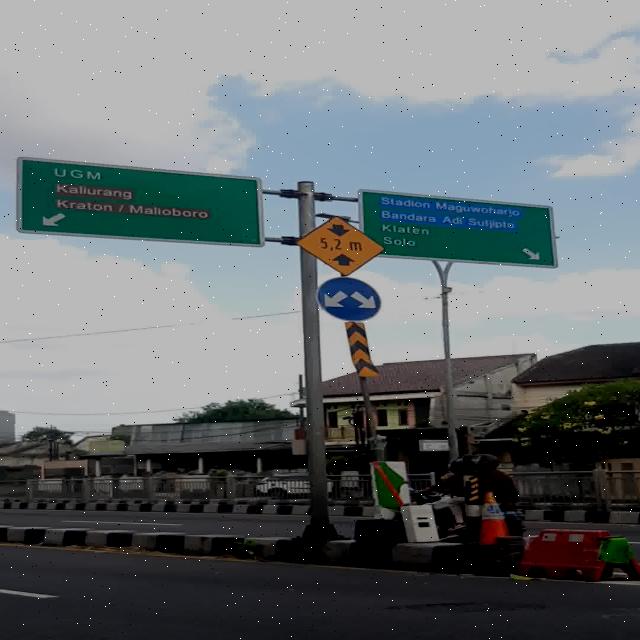 UGM
Kaliurang
Kraton / Malioboro
Stadion Maguwoharjo
Bandara Adi Sutjipto
Klaten
Solo
5,2 m